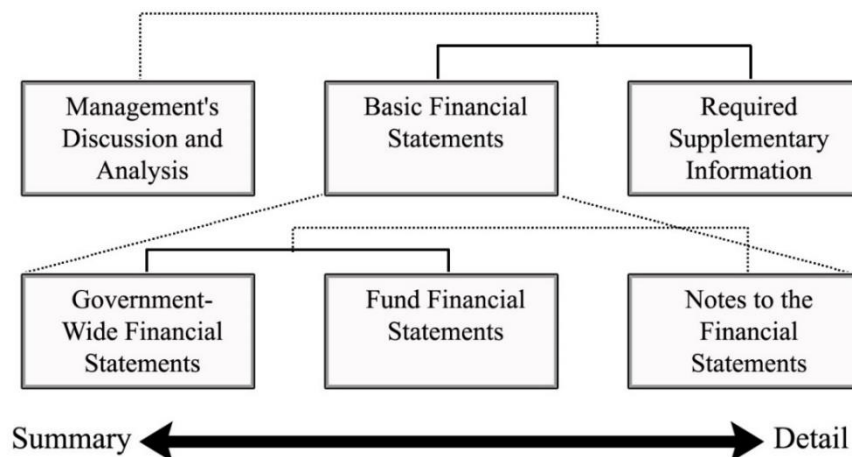 Management's
Discussion and
Analysis
Basic Financial
Statements
Required
Supplementary
Information
Government-
Wide Financial
Statements
Fund Financial
Statements
Notes to the
Financial
Statements
Summary
Detail